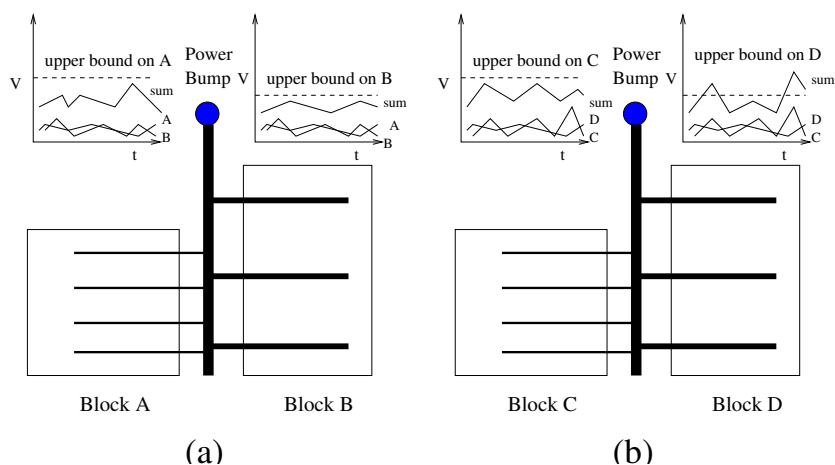 upper bound on A
V
sum
A
B
t
Power
Bump
upper bound on B
V
sum
A
B
t
upper bound on C
V
sum
D
C
t
Power
Bump
upper bound on D
V
sum
D
C
t
Block A
Block B
Block C
Block D
(a)
(b)